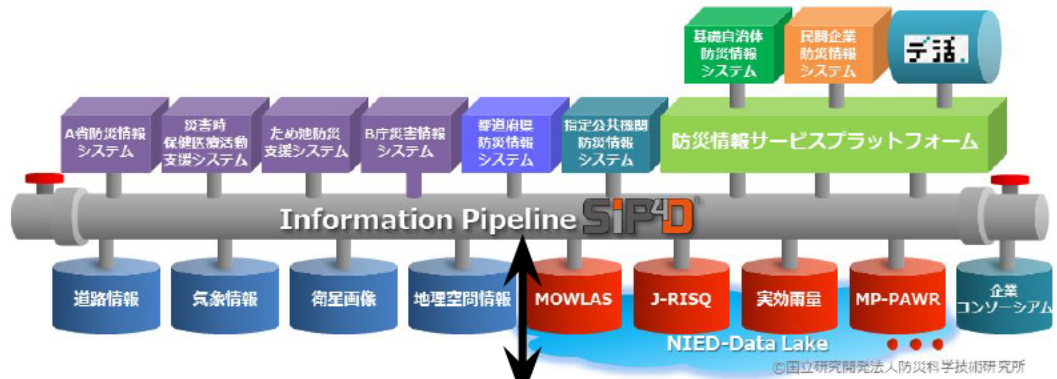 基礎自治体
防災情報
システム
民間企業
防災情報
システム
デ活.
A省防災情報
システム
災害時
保健医療活動
支援システム
ため池防災
支援システム
B庁災害情報
システム
都道府県
防災情報
システム
指定公共機関
防災情報
システム
防災情報サービスプラットフォーム
Information Pipeline SiP4D®
道路情報
気象情報
衛星画像
地理空間情報
MOWLAS
J-RISQ
実効雨量
MP-PAWR
企業
コンソーシアム
NIED-Data Lake
©国立研究開発法人防災科学技術研究所